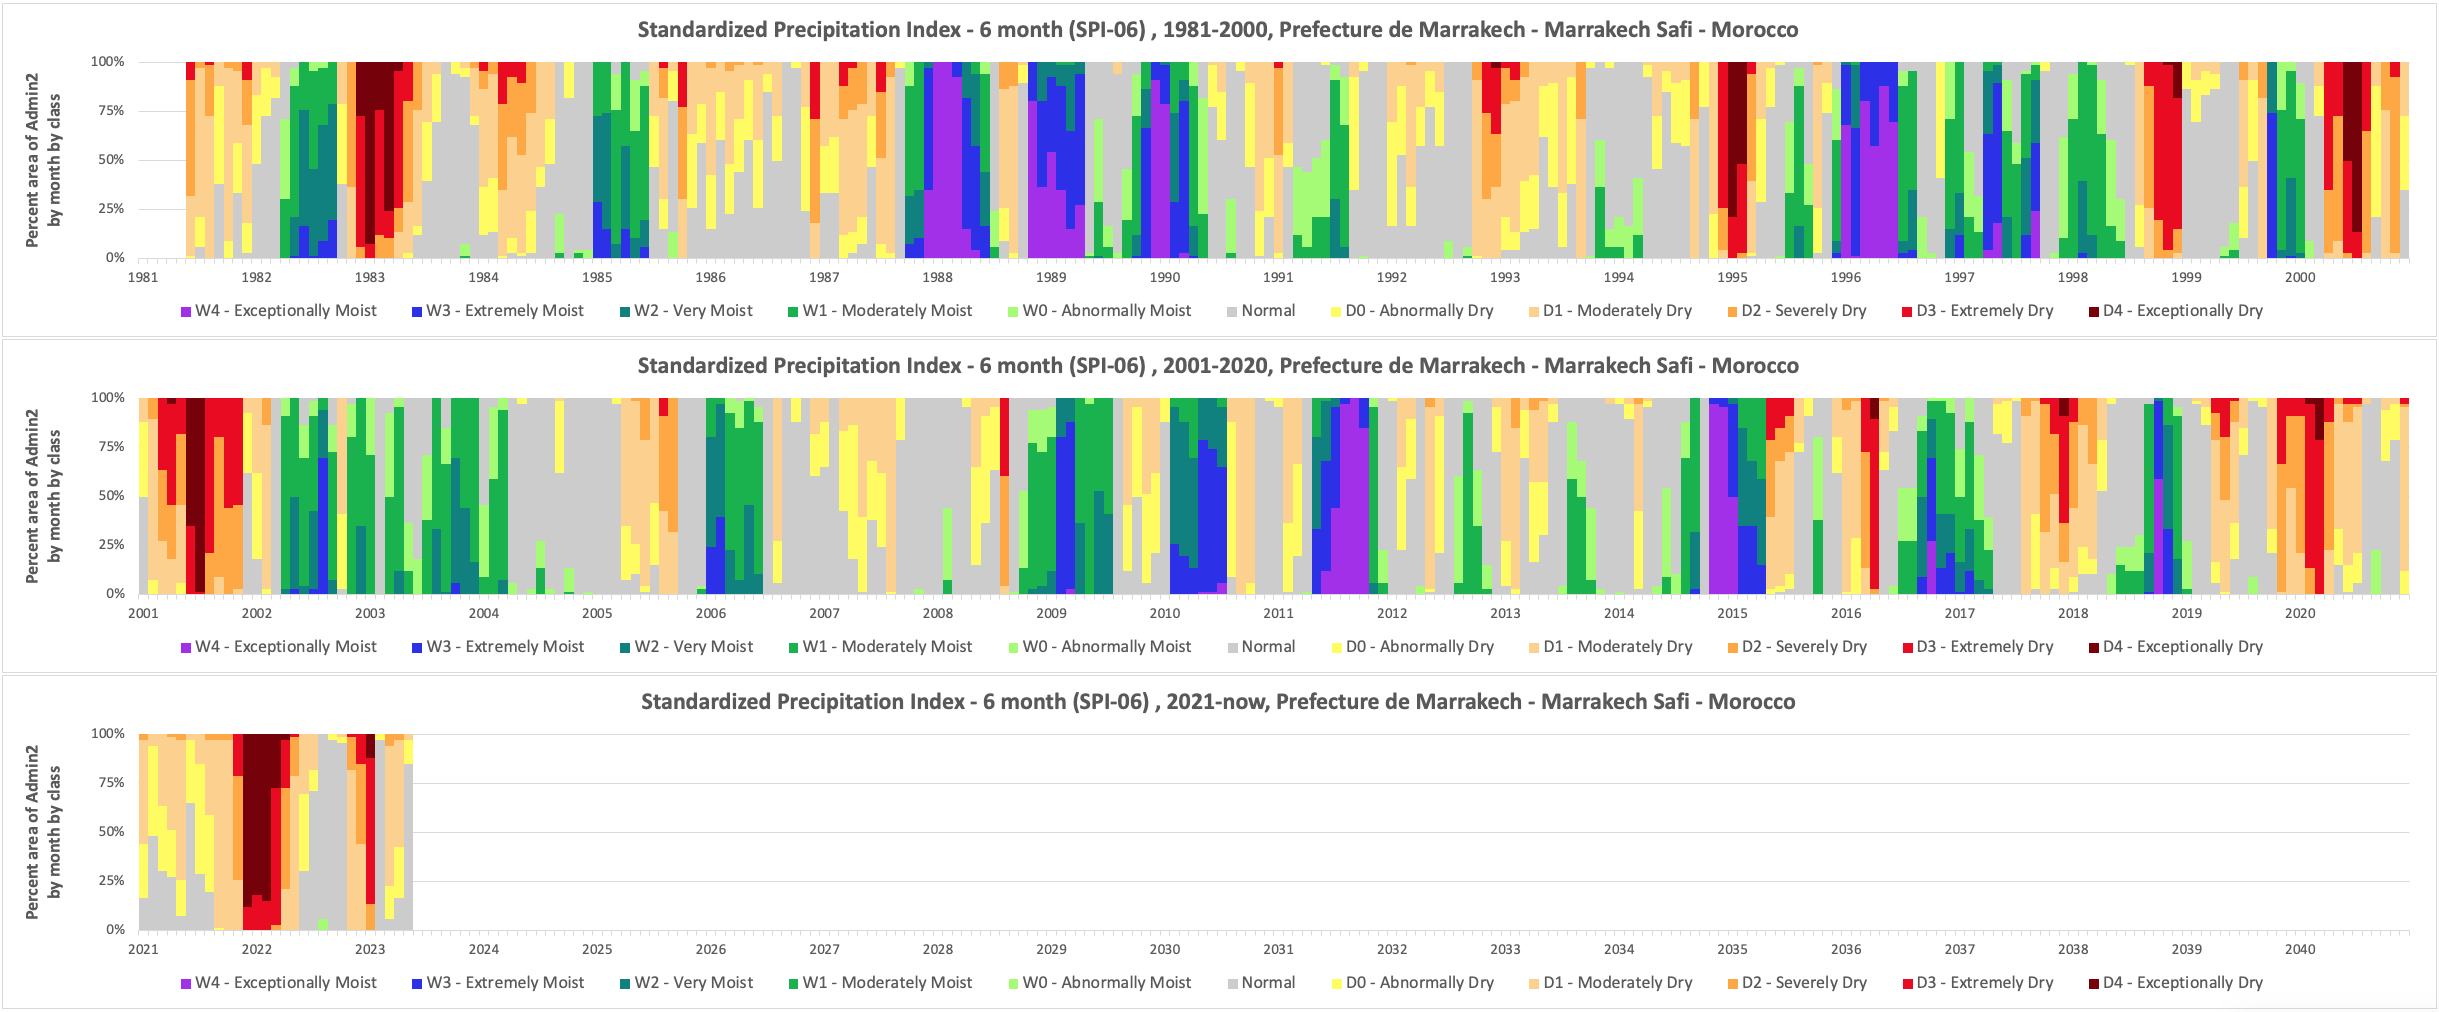 Standardized Precipitation Index - 6 month (SPI-06) , 1981-2000, Prefecture de Marrakech - Marrakech Safi - Morocco
Percent area of Admin2
by month by class
100%
75%
50%
25%
0%
1981 1982 1983 1984 1985 1986 1987 1988 1989 1990 1991 1992 1993 1994 1995 1996 1997 1998 1999 2000
W4 - Exceptionally Moist W3 - Extremely Moist W2 - Very Moist W1 - Moderately Moist W0 - Abnormally Moist Normal D0 - Abnormally Dry D1 - Moderately Dry D2 - Severely Dry D3 - Extremely Dry D4 - Exceptionally Dry
Standardized Precipitation Index - 6 month (SPI-06) , 2001-2020, Prefecture de Marrakech - Marrakech Safi - Morocco
Percent area of Admin2
by month by class
100%
75%
50%
25%
0%
2001 2002 2003 2004 2005 2006 2007 2008 2009 2010 2011 2012 2013 2014 2015 2016 2017 2018 2019 2020
W4 - Exceptionally Moist W3 - Extremely Moist W2 - Very Moist W1 - Moderately Moist W0 - Abnormally Moist Normal D0 - Abnormally Dry D1 - Moderately Dry D2 - Severely Dry D3 - Extremely Dry D4 - Exceptionally Dry
Standardized Precipitation Index - 6 month (SPI-06) , 2021-now, Prefecture de Marrakech - Marrakech Safi - Morocco
Percent area of Admin2
by month by class
100%
75%
50%
25%
0%
2021 2022 2023 2024 2025 2026 2027 2028 2029 2030 2031 2032 2033 2034 2035 2036 2037 2038 2039 2040
W4 - Exceptionally Moist W3 - Extremely Moist W2 - Very Moist W1 - Moderately Moist W0 - Abnormally Moist Normal D0 - Abnormally Dry D1 - Moderately Dry D2 - Severely Dry D3 - Extremely Dry D4 - Exceptionally Dry